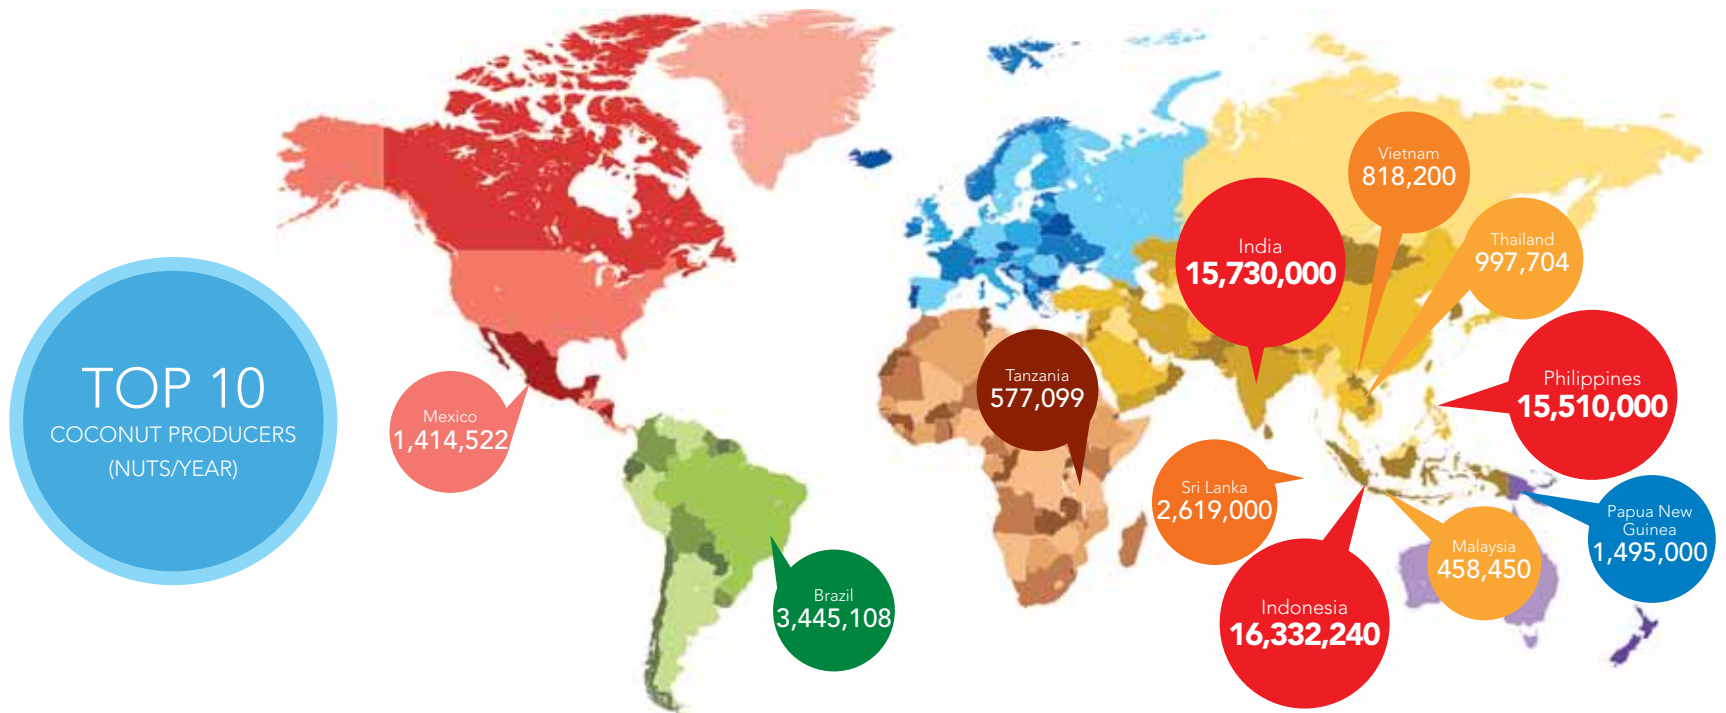 TOP 10
COCONUT PRODUCERS
(NUTS/YEAR)
Mexico
1,414,522
Brazil
3,445,108
Tanzania
577,099
India
15,730,000
Vietnam
818,200
Thailand
997,704
Philippines
15,510,000
Sri Lanka
2,619,000
Indonesia
16,332,240
Malaysia
458,450
Papua New
Guinea
1,495,000